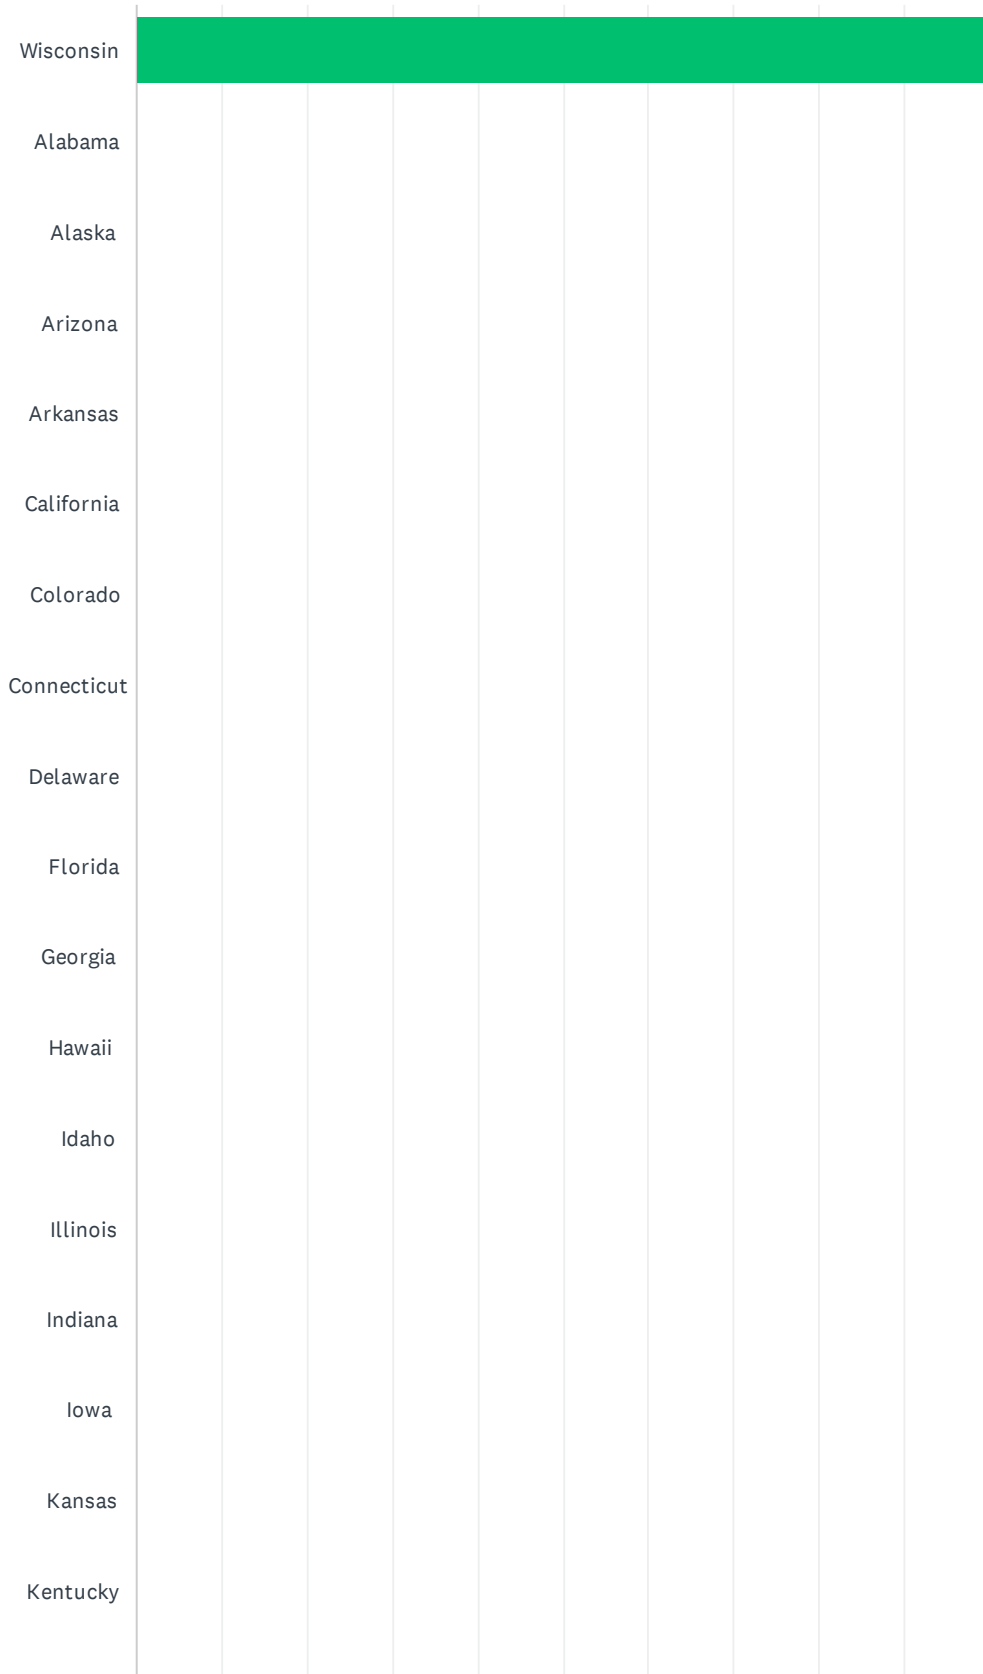 Wisconsin
Alabama
Alaska
Arizona
Arkansas
California
Colorado
Connecticut
Delaware
Florida
Georgia
Hawaii
Idaho
Illinois
Indiana
Iowa
Kansas
Kentucky